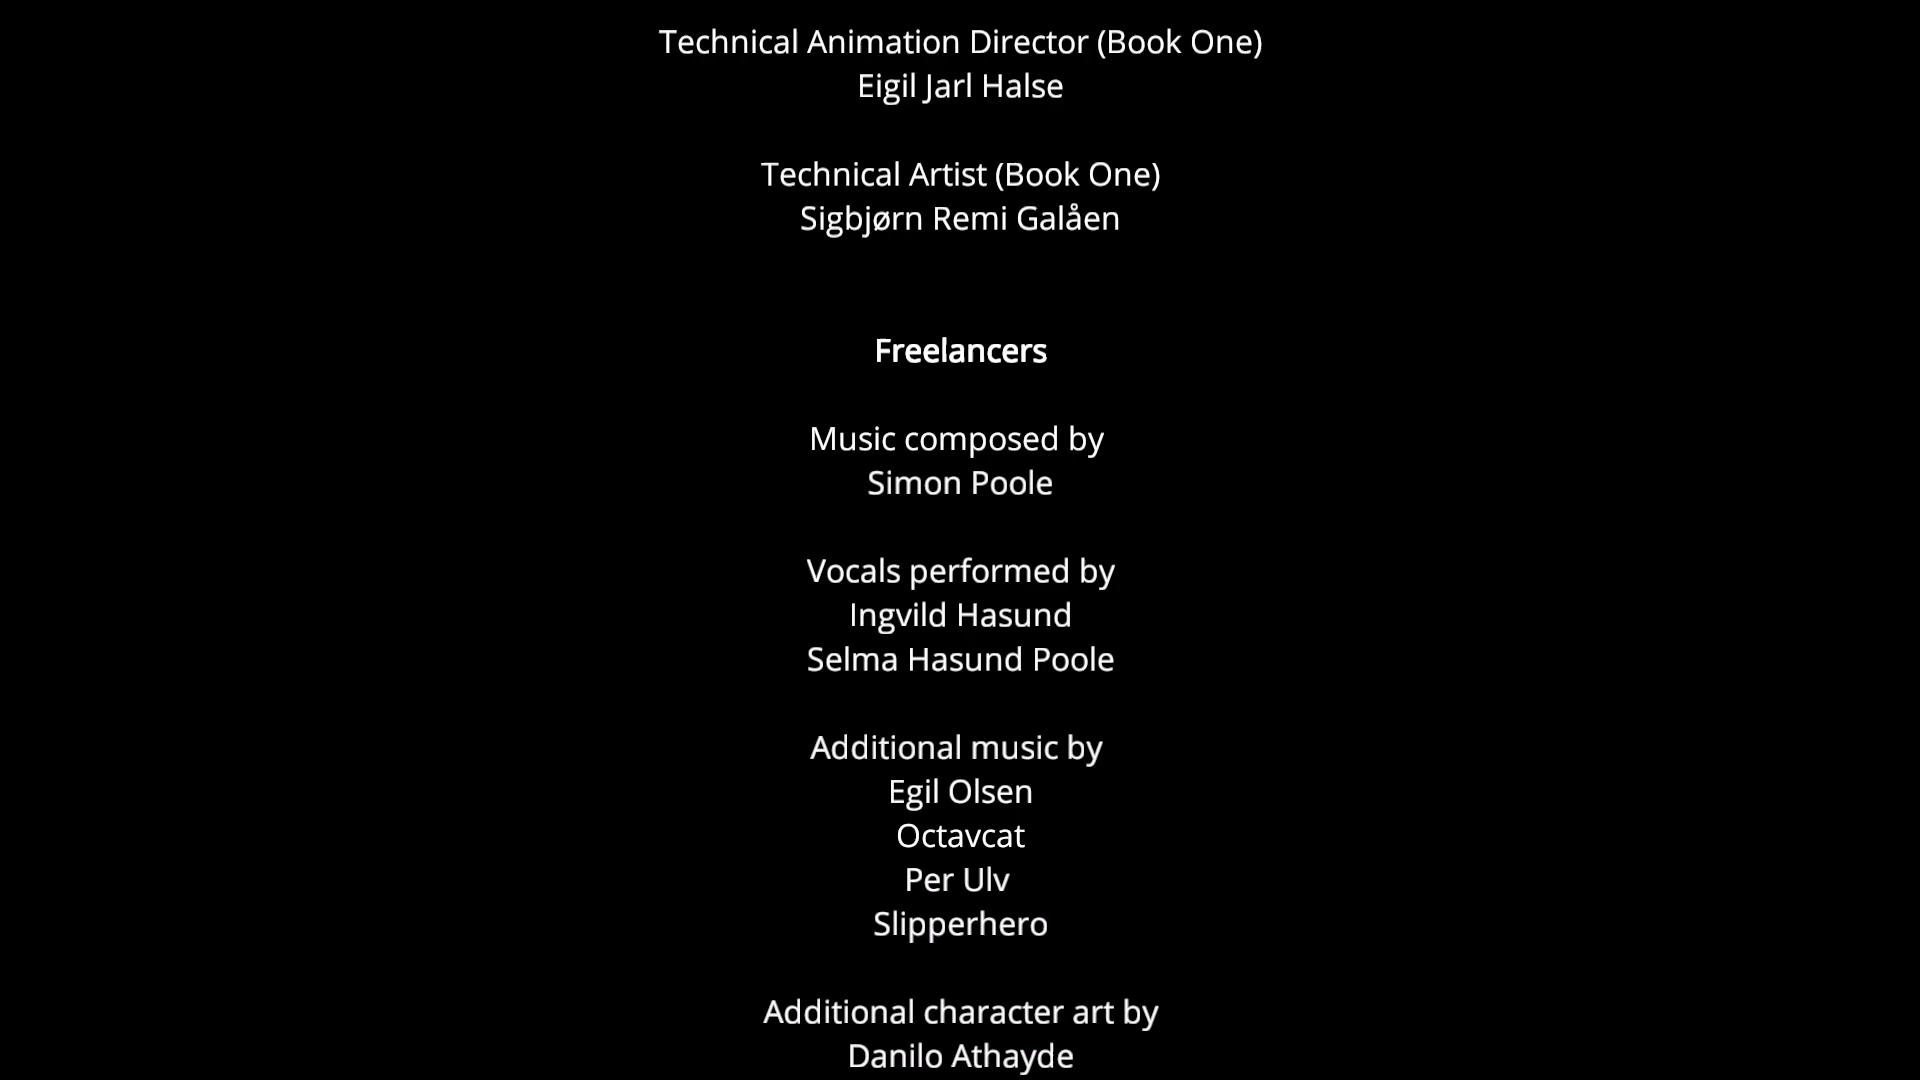 Technical Animation Director (Book One)
Eigil Jarl Halse
Technical Artist (Book One)
Sigbjørn Remi Galåen
Freelancers
Music composed by
Simon Poole
Vocals performed by
Ingvild Hasund
Selma Hasund Poole
Additional music by
Egil Olsen
Octavcat
Per Ulv
Slipperhero
Additional character art by
Danilo Athayde